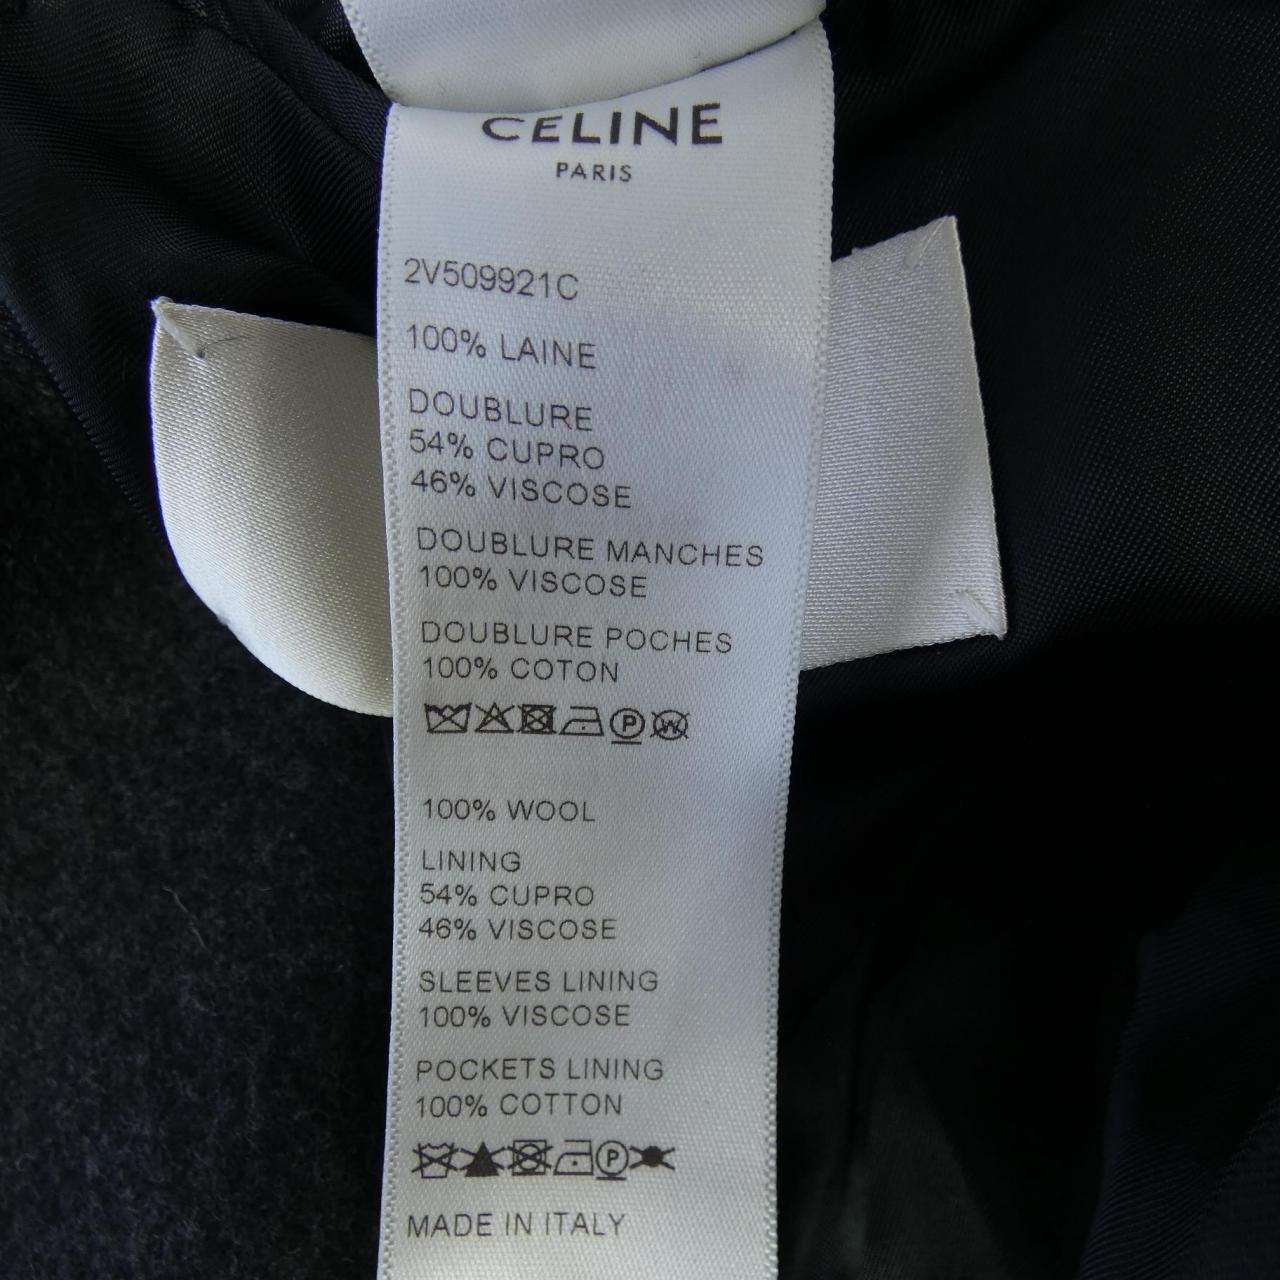 CELINE
PARIS
2V509921C
100% LAINE
DOUBLURE
54% CUPRO
46% VISCOSE
DOUBLURE MANCHES
100% VISCOSE
DOUBLURE POCHES
100% COTON
P W
100% WOOL
LINING
54% CUPRO
46% VISCOSE
SLEEVES LINING
100% VISCOSE
POCKETS LINING
100% COTTON
P
MADE IN ITALY